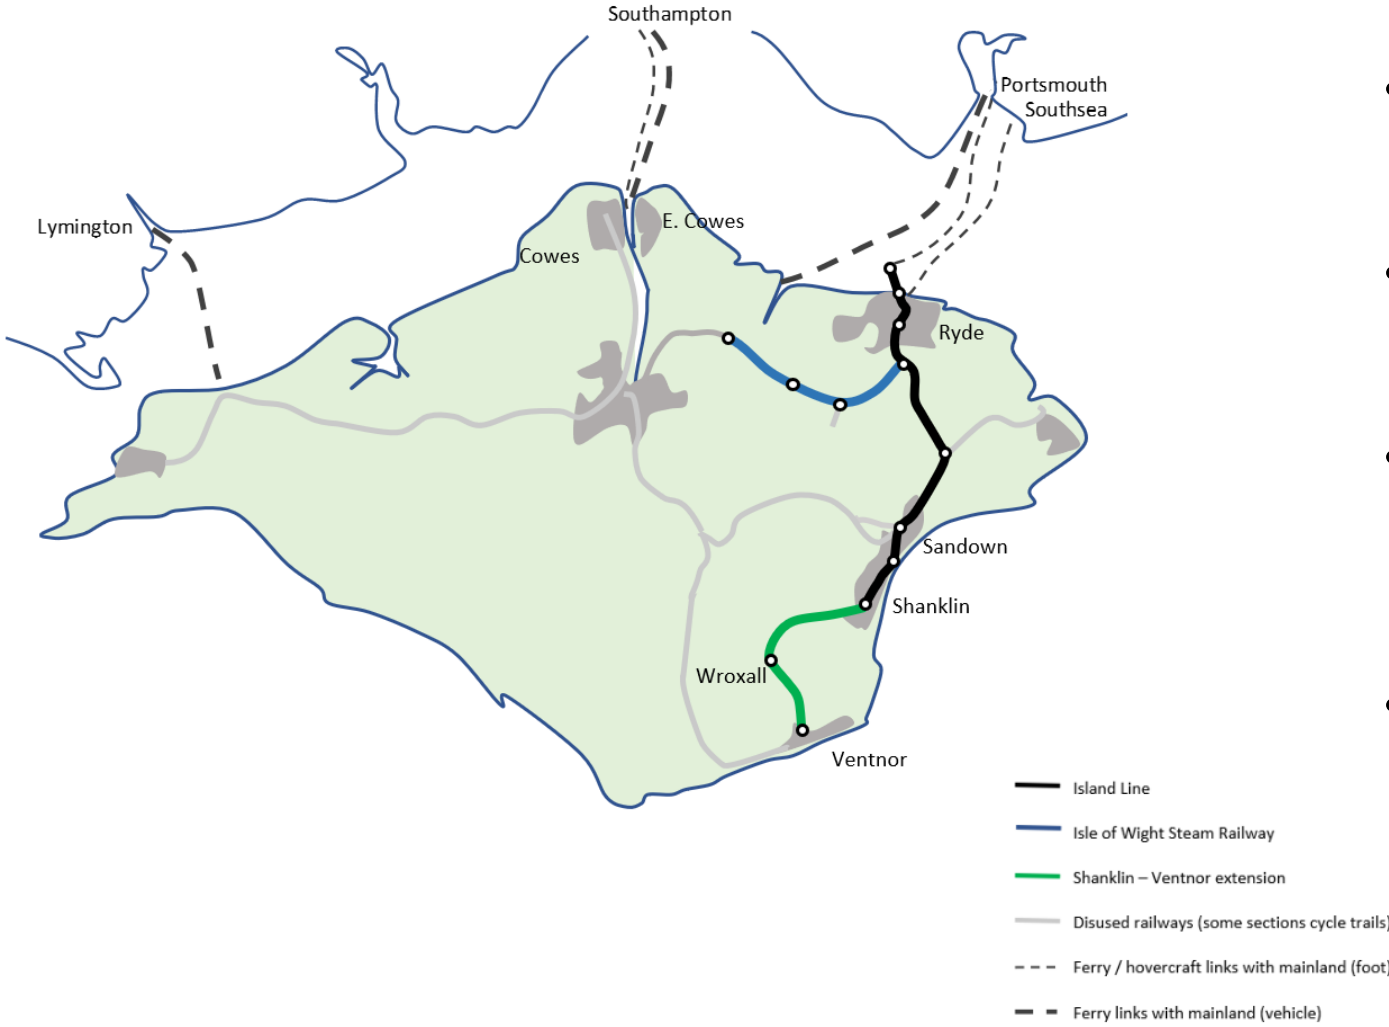 Southampton
Portsmouth
Southsea
Lymington
E. Cowes
Cowes
Ryde
Sandown
Shanklin
Wroxall
Ventnor
Island Line
Isle of Wight Steam Railway
Shanklin – Ventnor extension
Disused railways (some sections cycle trails)
Ferry / hovercraft links with mainland (foot)
Ferry links with mainland (vehicle)